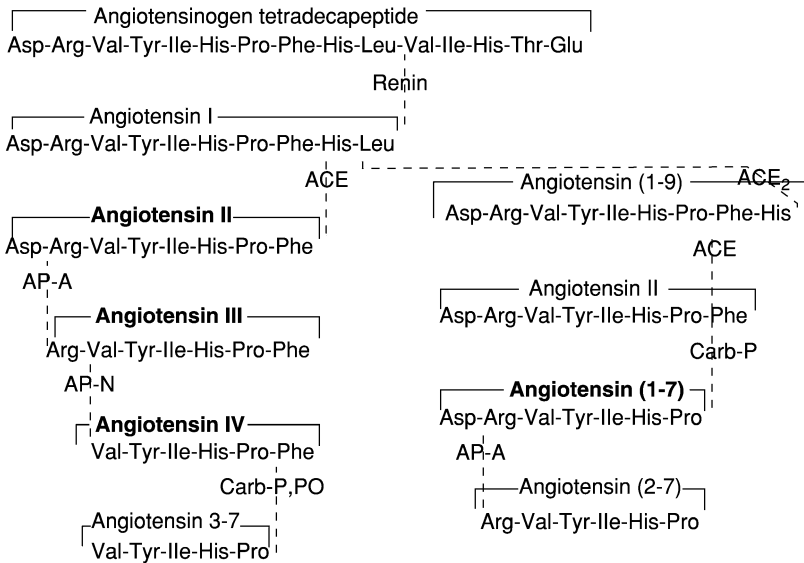 Angiotensinogen tetradecapeptide
Asp-Arg-Val-Tyr-Ile-His-Pro-Phe-His-Leu-Val-Ile-His-Thr-Glu
Renin
Angiotensin I
Asp-Arg-Val-Tyr-Ile-His-Pro-Phe-His-Leu
ACE
Angiotensin II
Asp-Arg-Val-Tyr-Ile-His-Pro-Phe
AP-A
Angiotensin III
Arg-Val-Tyr-Ile-His-Pro-Phe
AP-N
Angiotensin IV
Val-Tyr-Ile-His-Pro-Phe
Carb-P,PO
Angiotensin 3-7
Val-Tyr-Ile-His-Pro
ACE₂
Angiotensin (1-9)
Asp-Arg-Val-Tyr-Ile-His-Pro-Phe-His
ACE
Angiotensin II
Asp-Arg-Val-Tyr-Ile-His-Pro-Phe
Carb-P
Angiotensin (1-7)
Asp-Arg-Val-Tyr-Ile-His-Pro
AP-A
Angiotensin (2-7)
Arg-Val-Tyr-Ile-His-Pro